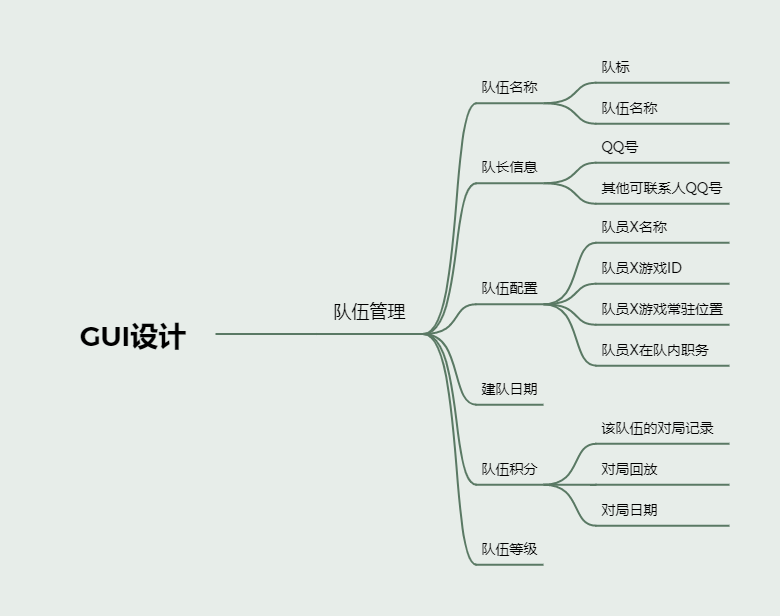 GUI设计
队伍管理
队伍名称
队标
队伍名称
队长信息
QQ号
其他可联系人QQ号
队伍配置
队员X名称
队员X游戏ID
队员X游戏常驻位置
队员X在队内职务
建队日期
队伍积分
该队伍的对局记录
对局回放
对局日期
队伍等级